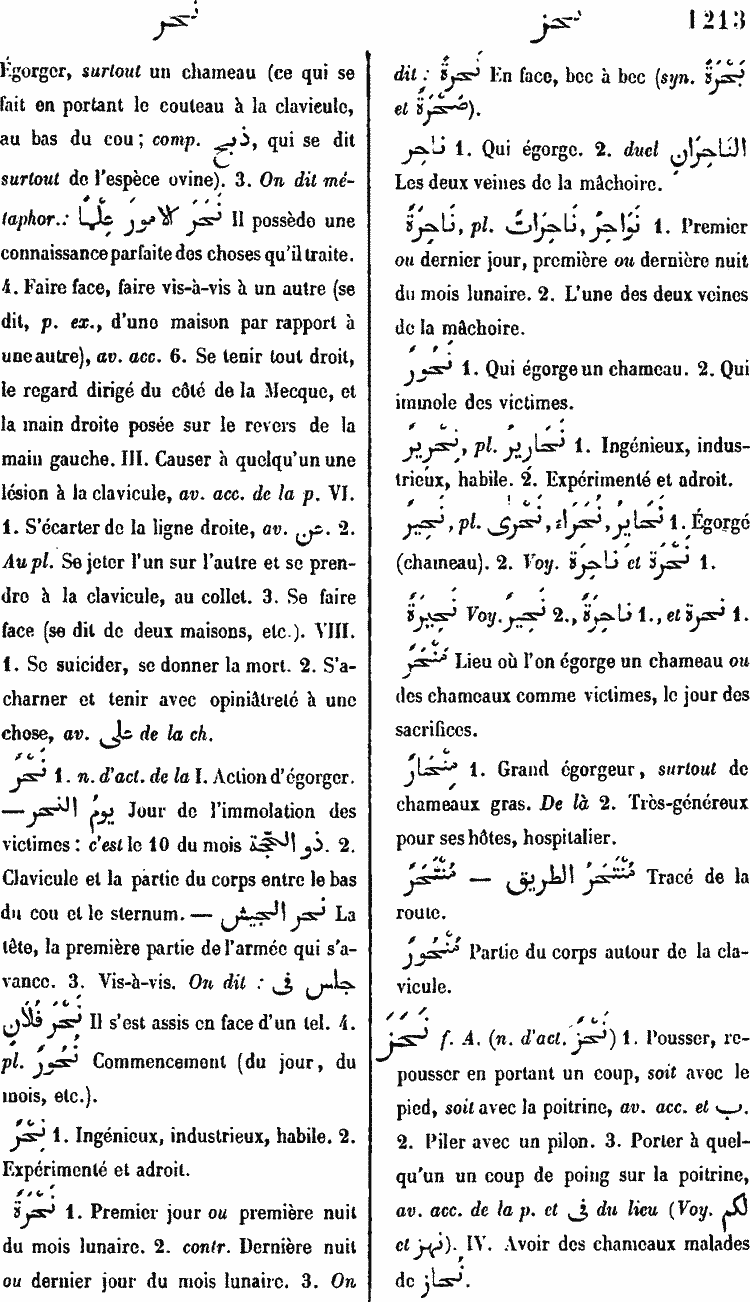 نحر
نحز
1213
Égorger, surtout un chameau (ce qui se
fait en portant le couteau à la clavicule,
au bas du cou; comp. ذبح, qui se dit
surtout de l'espèce ovine). 3. On dit mé-
taphor.: نَحَرَ الامورَ عِلْمًا Il possède une
connaissance parfaite des choses qu'il traite.
4. Faire face, faire vis-à-vis à un autre (se
dit, p. ex., d'une maison par rapport à
une autre), av. acc. 6. Se tenir tout droit,
le regard dirigé du côté de la Mecque, et
la main droite posée sur le revers de la
main gauche. III. Causer à quelqu'un une
lésion à la clavicule, av. acc. de la p. VI.
1. S'écarter de la ligne droite, av. عن. 2.
Au pl. Se jeter l'un sur l'autre et se pren-
dre à la clavicule, au collet. 3. Se faire
face (se dit de deux maisons, etc.). VIII.
1. Se suicider, se donner la mort. 2. S'a-
charner et tenir avec opiniâtreté à une
chose, av. على de la ch.
نَحْرٌ 1. n. d'act. de la I. Action d'égorger.
— يومُ النحر Jour de l'immolation des
victimes: c'est le 10 du mois ذو الحِجَّة. 2.
Clavicule et la partie du corps entre le bas
du cou et le sternum. — نحر الجيش La
tête, la première partie de l'armée qui s'a-
vance. 3. Vis-à-vis. On dit : جلس فى
نَحْرِ فُلَانٍ Il s'est assis en face d'un tel. 4.
pl. نُحُورٌ Commencement (du jour, du
mois, etc.).
نِحْرٌ 1. Ingénieux, industrieux, habile. 2.
Expérimenté et adroit.
نَحْرَةٌ 1. Premier jour ou première nuit
du mois lunaire. 2. contr. Dernière nuit
ou dernier jour du mois lunaire. 3. On
dit : نحرةً En face, bec à bec (syn. بَحْرَةً
et صَحْرَةً).
ناحِر 1. Qui égorge. 2. duel النَاحِرَانِ
Les deux veines de la mâchoire.
نَاحِرَةٌ, pl. نَاحِرَاتٌ, نَوَاحِرُ 1. Premier
ou dernier jour, première ou dernière nuit
du mois lunaire. 2. L'une des deux veines
de la mâchoire.
نَحُورٌ 1. Qui égorge un chameau. 2. Qui
immole des victimes.
نِحْرِيرٌ, pl. نَحَارِيرُ 1. Ingénieux, indus-
trieux, habile. 2. Expérimenté et adroit.
نَحِيرٌ, pl. نَحْرَى, نُحَرَاءُ, نَحَايِرُ 1. Égorgé
(chameau). 2. Voy. نَاحِرَة et نَحْرَة 1.
نَحِيرَةٌ Voy. نَحِير 2., نَاحِرَة 1., et نحرة 1.
مَنْحَرٌ Lieu où l'on égorge un chameau ou
des chameaux comme victimes, le jour des
sacrifices.
مِنْحَارٌ 1. Grand égorgeur, surtout de
chameaux gras. De là 2. Très-généreux
pour ses hôtes, hospitalier.
مُنْتَحَرٌ — مُنْتَحَرُ الطريق Tracé de la
route.
مَنْحُورٌ Partie du corps autour de la cla-
vicule.
نَحَزَ f. A. (n. d'act. نَحْزٌ) 1. Pousser, re-
pousser en portant un coup, soit avec le
pied, soit avec la poitrine, av. acc. et ب.
2. Piler avec un pilon. 3. Porter à quel-
qu'un un coup de poing sur la poitrine,
av. acc. de la p. et فى du lieu (Voy. لكم
et نهز). IV. Avoir des chameaux malades
de نُحاز.